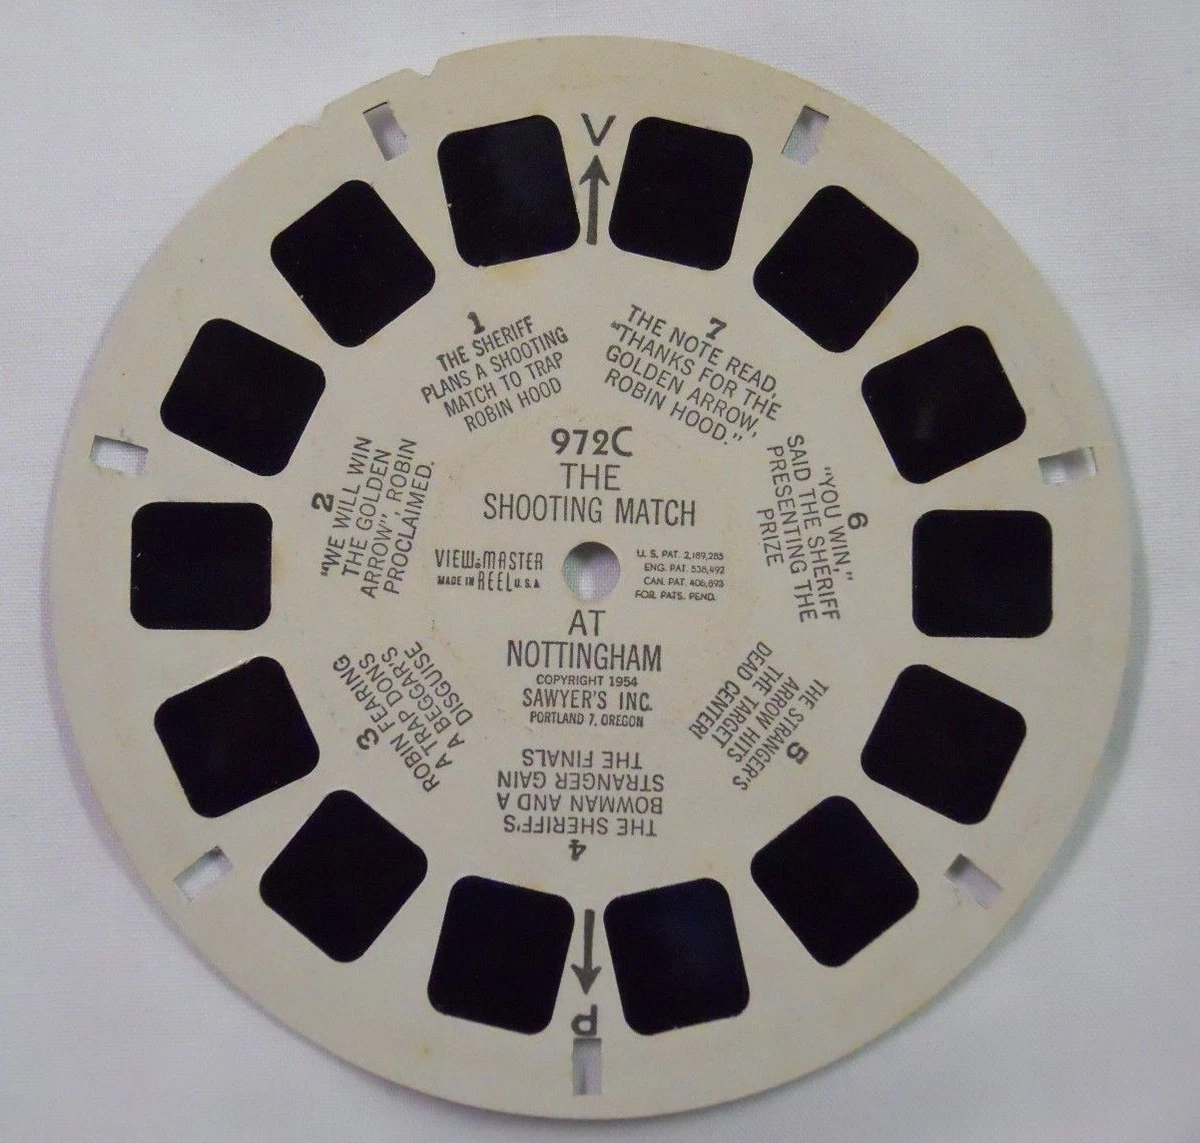 V
1
THE SHERIFF
PLANS A SHOOTING
MATCH TO TRAP
ROBIN HOOD
7
THE NOTE READ,
"THANKS FOR THE
GOLDEN ARROW,
ROBIN HOOD."
972C
THE
SHOOTING MATCH
VIEW-MASTER
MADE IN REEL U.S.A.
U. S. PAT. 2,189,285
ENG. PAT. 538,492
CAN. PAT. 406,893
FOR. PATS. PEND.
AT
NOTTINGHAM
COPYRIGHT 1954
SAWYER'S INC.
PORTLAND 7, OREGON
2
"WE WILL WIN
THE GOLDEN
ARROW", ROBIN
PROCLAIMED.
3
ROBIN FEARING
A TRAP DONS
A BEGGAR'S
DISGUISE
4
THE SHERIFF'S
BOWMAN AND A
STRANGER GAIN
THE FINALS
5
THE STRANGER'S
ARROW HITS
THE TARGET
DEAD CENTER!
6
"YOU WIN,"
SAID THE SHERIFF
PRESENTING THE
PRIZE
P